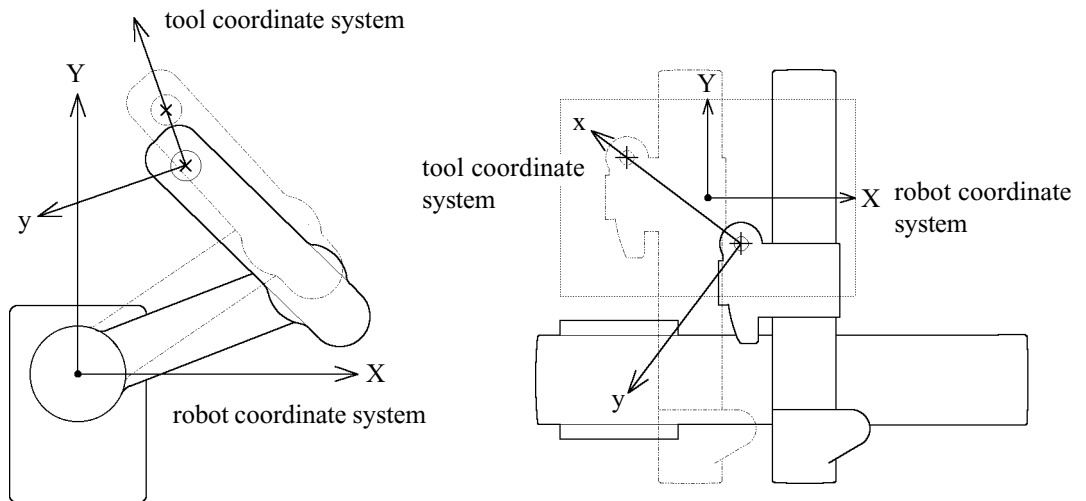 tool coordinate system
Y
y
X
robot coordinate system
Y
x
tool coordinate
system
X
robot coordinate
system
y